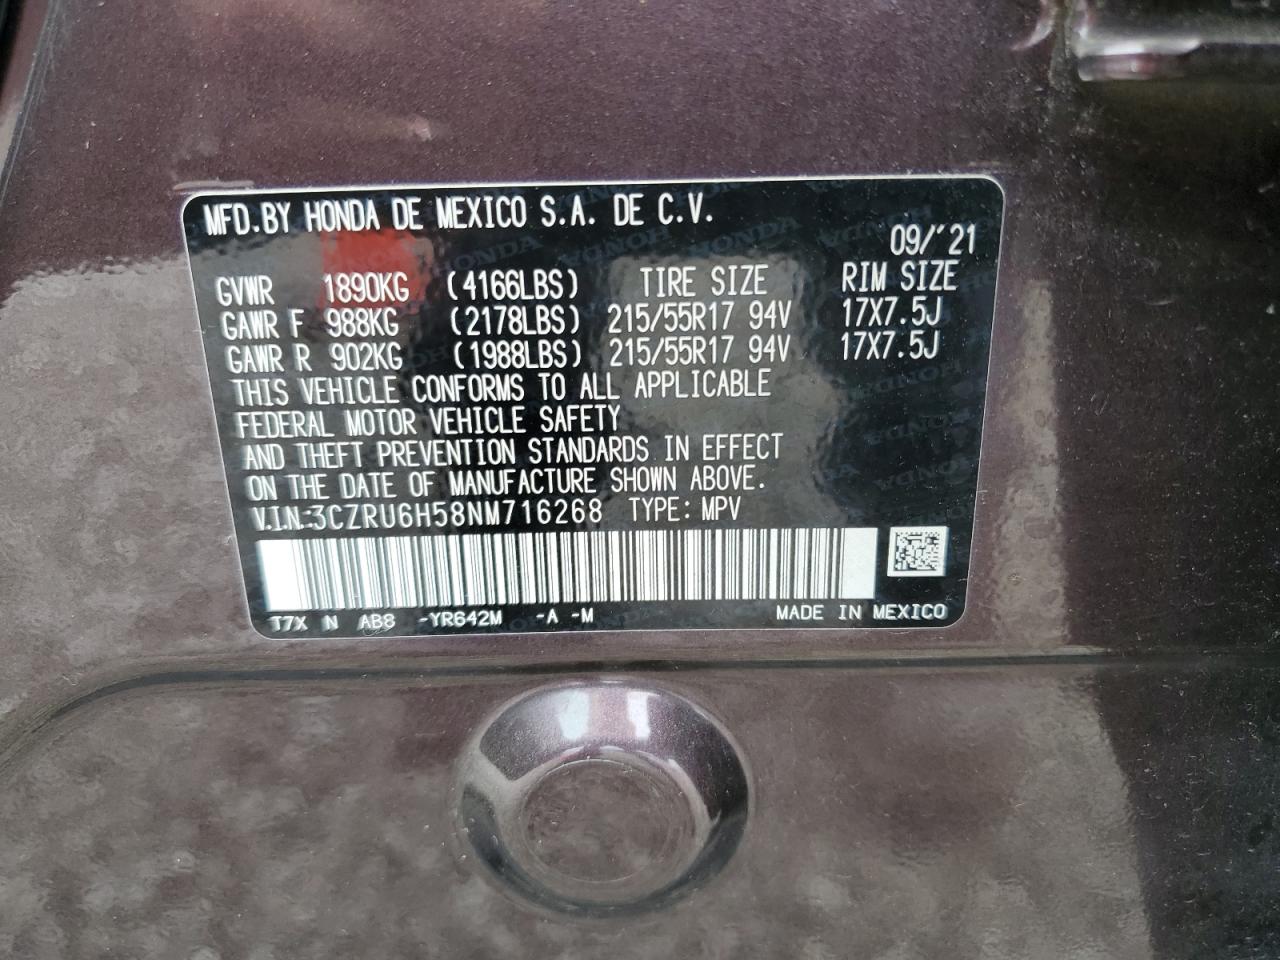 MFD.BY HONDA DE MEXICO S.A. DE C.V.
09/'21
GVWR 1890KG (4166LBS) TIRE SIZE RIM SIZE
GAWR F 988KG (2178LBS) 215/55R17 94V 17X7.5J
GAWR R 902KG (1988LBS) 215/55R17 94V 17X7.5J
THIS VEHICLE CONFORMS TO ALL APPLICABLE
FEDERAL MOTOR VEHICLE SAFETY
AND THEFT PREVENTION STANDARDS IN EFFECT
ON THE DATE OF MANUFACTURE SHOWN ABOVE.
V.I.N.:3CZRU6H58NM716268 TYPE: MPV
T7X N AB8 -YR642M -A -M MADE IN MEXICO